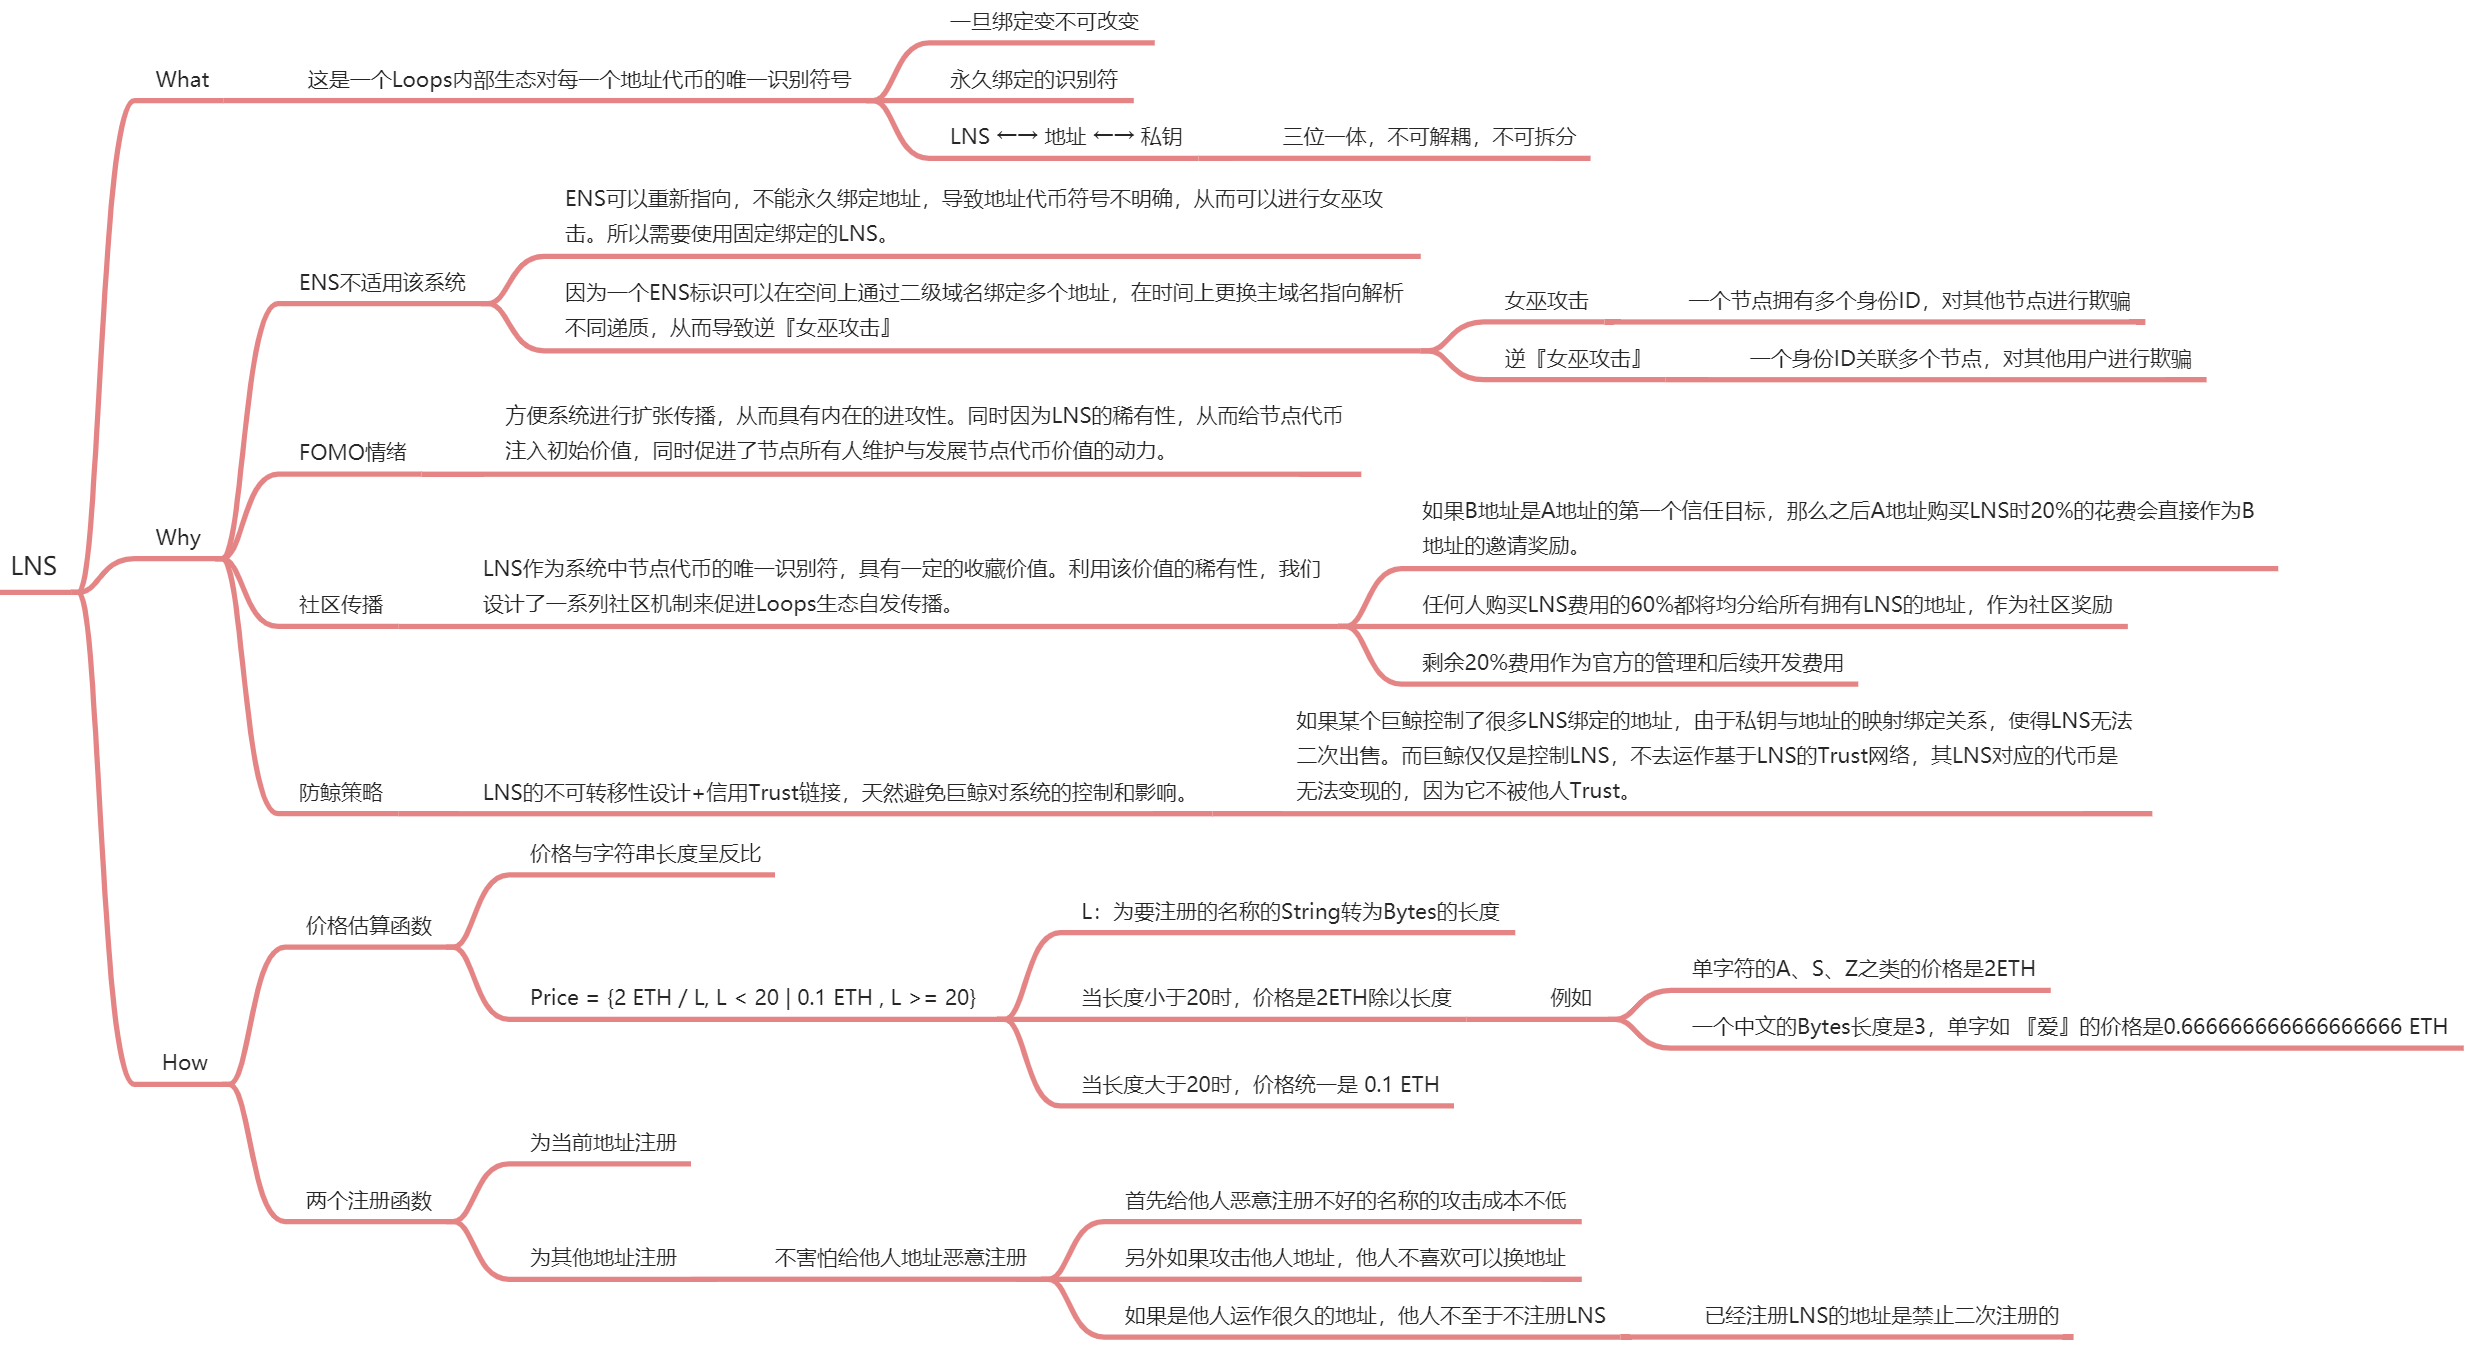 LNS
What
这是一个Loops内部生态对每一个地址代币的唯一识别符号
一旦绑定变不可改变
永久绑定的识别符
LNS ←→ 地址 ←→ 私钥
三位一体，不可解耦，不可拆分
Why
ENS不适用该系统
ENS可以重新指向，不能永久绑定地址，导致地址代币符号不明确，从而可以进行女巫攻
击。所以需要使用固定绑定的LNS。
因为一个ENS标识可以在空间上通过二级域名绑定多个地址，在时间上更换主域名指向解析
不同递质，从而导致逆『女巫攻击』
女巫攻击
一个节点拥有多个身份ID，对其他节点进行欺骗
逆『女巫攻击』
一个身份ID关联多个节点，对其他用户进行欺骗
FOMO情绪
方便系统进行扩张传播，从而具有内在的进攻性。同时因为LNS的稀有性，从而给节点代币
注入初始价值，同时促进了节点所有人维护与发展节点代币价值的动力。
社区传播
LNS作为系统中节点代币的唯一识别符，具有一定的收藏价值。利用该价值的稀有性，我们
设计了一系列社区机制来促进Loops生态自发传播。
如果B地址是A地址的第一个信任目标，那么之后A地址购买LNS时20%的花费会直接作为B
地址的邀请奖励。
任何人购买LNS费用的60%都将均分给所有拥有LNS的地址，作为社区奖励
剩余20%费用作为官方的管理和后续开发费用
防鲸策略
LNS的不可转移性设计+信用Trust链接，天然避免巨鲸对系统的控制和影响。
如果某个巨鲸控制了很多LNS绑定的地址，由于私钥与地址的映射绑定关系，使得LNS无法
二次出售。而巨鲸仅仅是控制LNS，不去运作基于LNS的Trust网络，其LNS对应的代币是
无法变现的，因为它不被他人Trust。
How
价格估算函数
价格与字符串长度呈反比
Price = {2 ETH / L, L < 20 | 0.1 ETH , L >= 20}
L：为要注册的名称的String转为Bytes的长度
当长度小于20时，价格是2ETH除以长度
例如
单字符的A、S、Z之类的价格是2ETH
一个中文的Bytes长度是3，单字如 『爱』的价格是0.666666666666666666 ETH
当长度大于20时，价格统一是 0.1 ETH
两个注册函数
为当前地址注册
为其他地址注册
不害怕给他人地址恶意注册
首先给他人恶意注册不好的名称的攻击成本不低
另外如果攻击他人地址，他人不喜欢可以换地址
如果是他人运作很久的地址，他人不至于不注册LNS
已经注册LNS的地址是禁止二次注册的